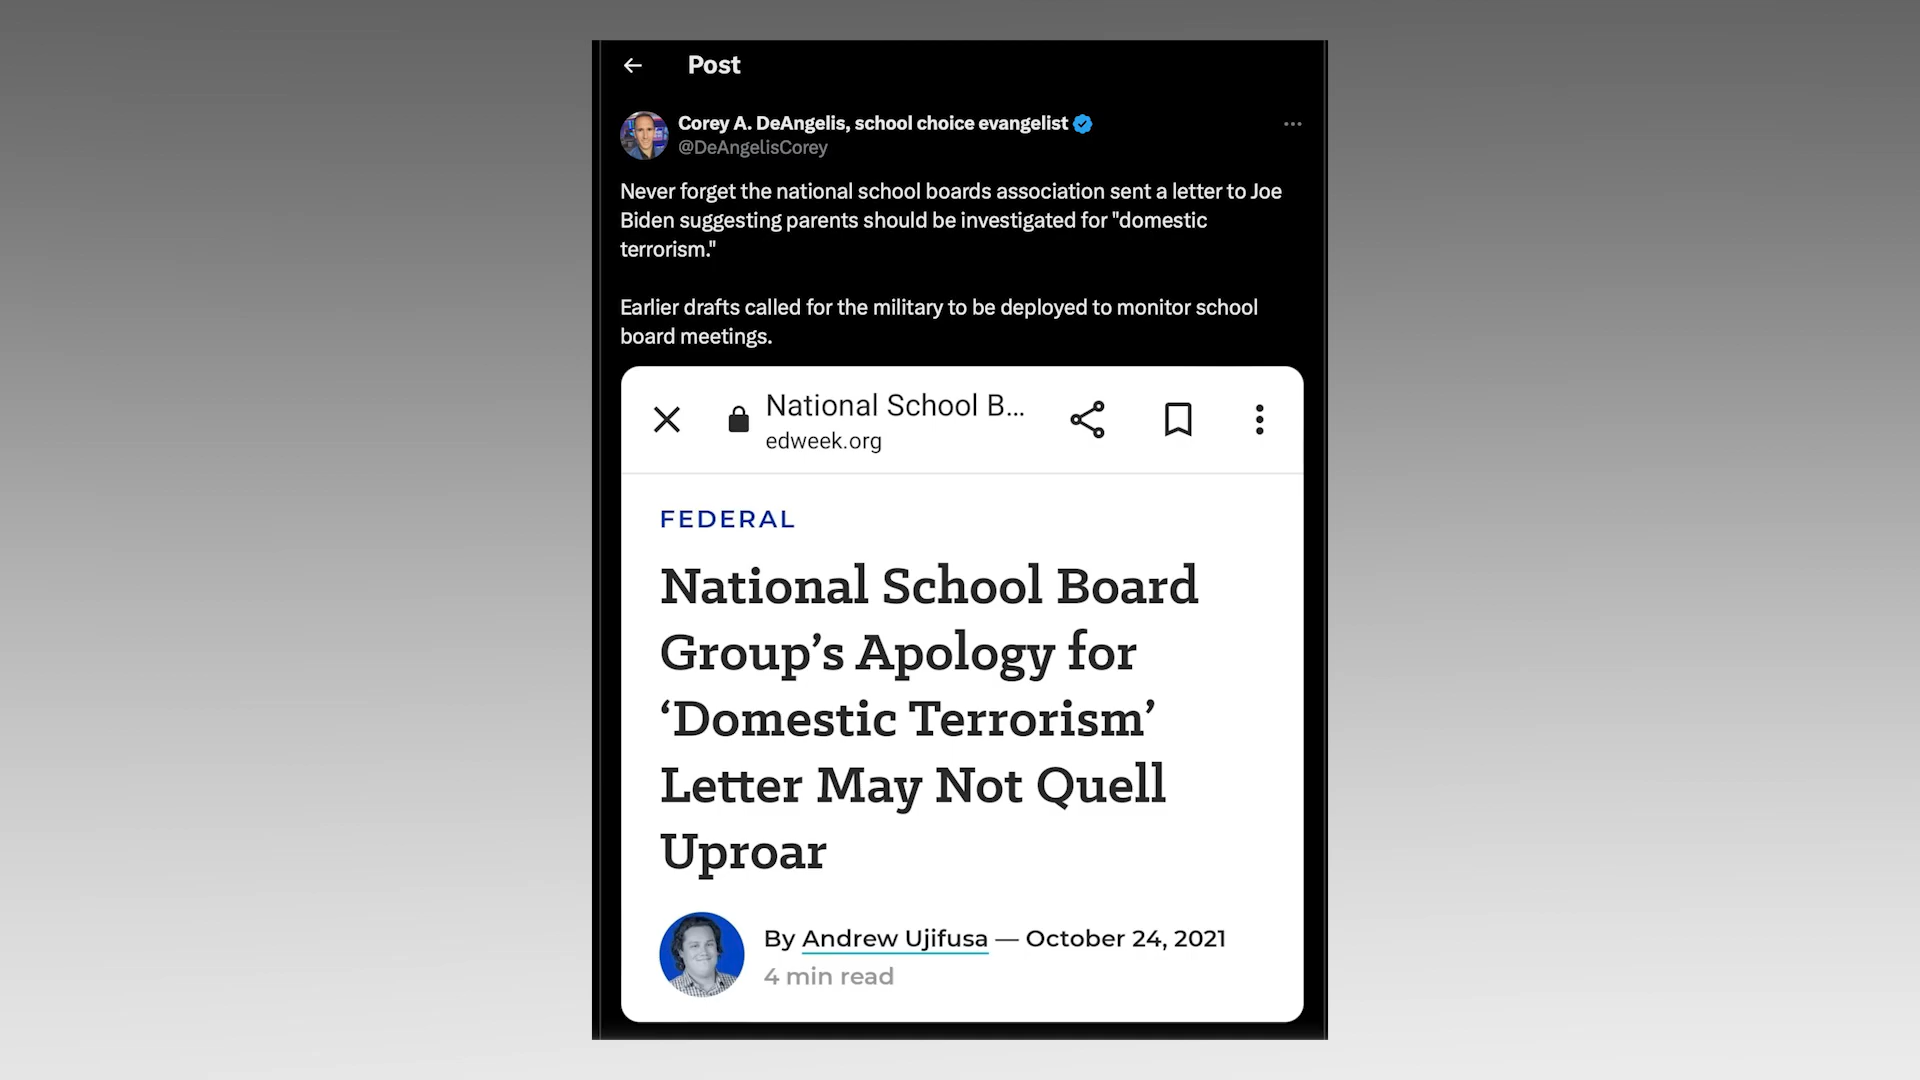 Post
Corey A. DeAngelis, school choice evangelist
@DeAngelisCorey
Never forget the national school boards association sent a letter to Joe
Biden suggesting parents should be investigated for "domestic
terrorism."
Earlier drafts called for the military to be deployed to monitor school
board meetings.
National School B...
edweek.org
FEDERAL
National School Board
Group’s Apology for
‘Domestic Terrorism’
Letter May Not Quell
Uproar
By Andrew Ujifusa — October 24, 2021
4 min read